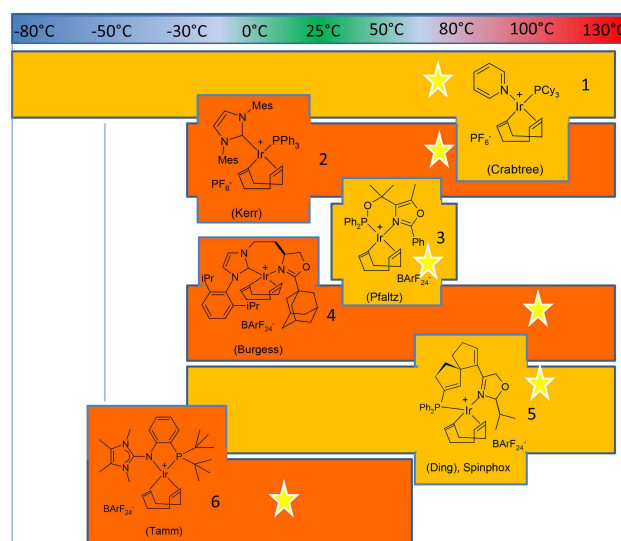 -80°C -50°C -30°C 0°C 25°C 50°C 80°C 100°C 130°C
1
N
PCy3
+
Ir
PF6-
(Crabtree)
Mes
N
N
Mes
+
Ir
PPh3
PF6-
2
(Kerr)
O
Ph2P
N
O
+
Ir
Ph
3
BArF24-
(Pfaltz)
N
N
O
N
+
Ir
iPr
iPr
BArF24-
4
(Burgess)
Ph2P
N
O
+
Ir
5
BArF24-
(Ding), Spinphox
N
N
N
P
+
Ir
BArF24-
6
(Tamm)